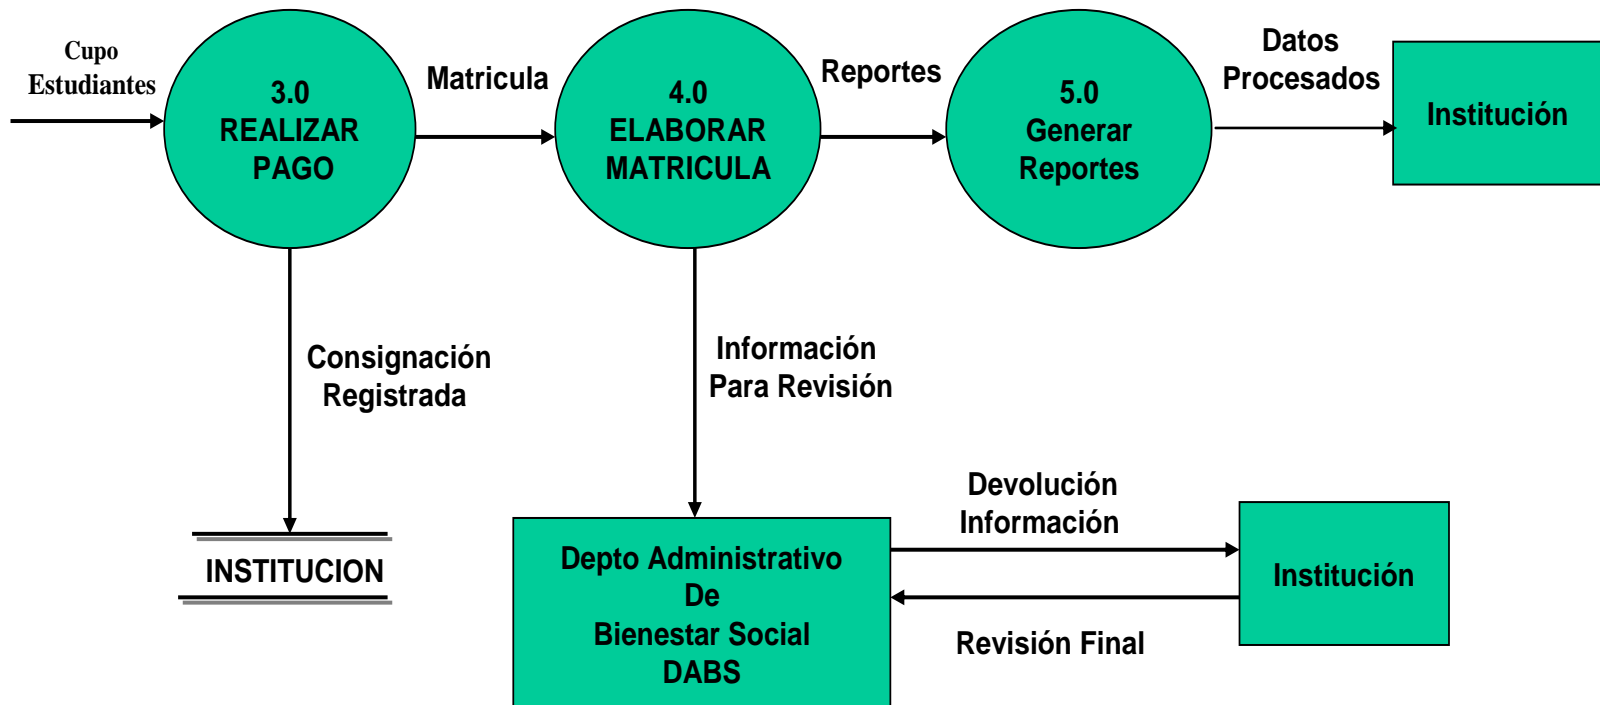 Cupo
Estudiantes
3.0
REALIZAR
PAGO
Matricula
4.0
ELABORAR
MATRICULA
Reportes
5.0
Generar
Reportes
Datos
Procesados
Institución
Consignación
Registrada
Información
Para Revisión
INSTITUCION
Depto Administrativo
De
Bienestar Social
DABS
Devolución
Información
Institución
Revisión Final